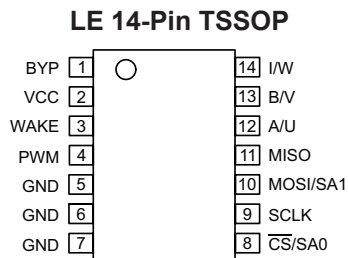 LE 14-Pin TSSOP
BYP 1 14 I/W
VCC 2 13 B/V
WAKE 3 12 A/U
PWM 4 11 MISO
GND 5 10 MOSI/SA1
GND 6 9 SCLK
GND 7 8 C̅S̅/SA0